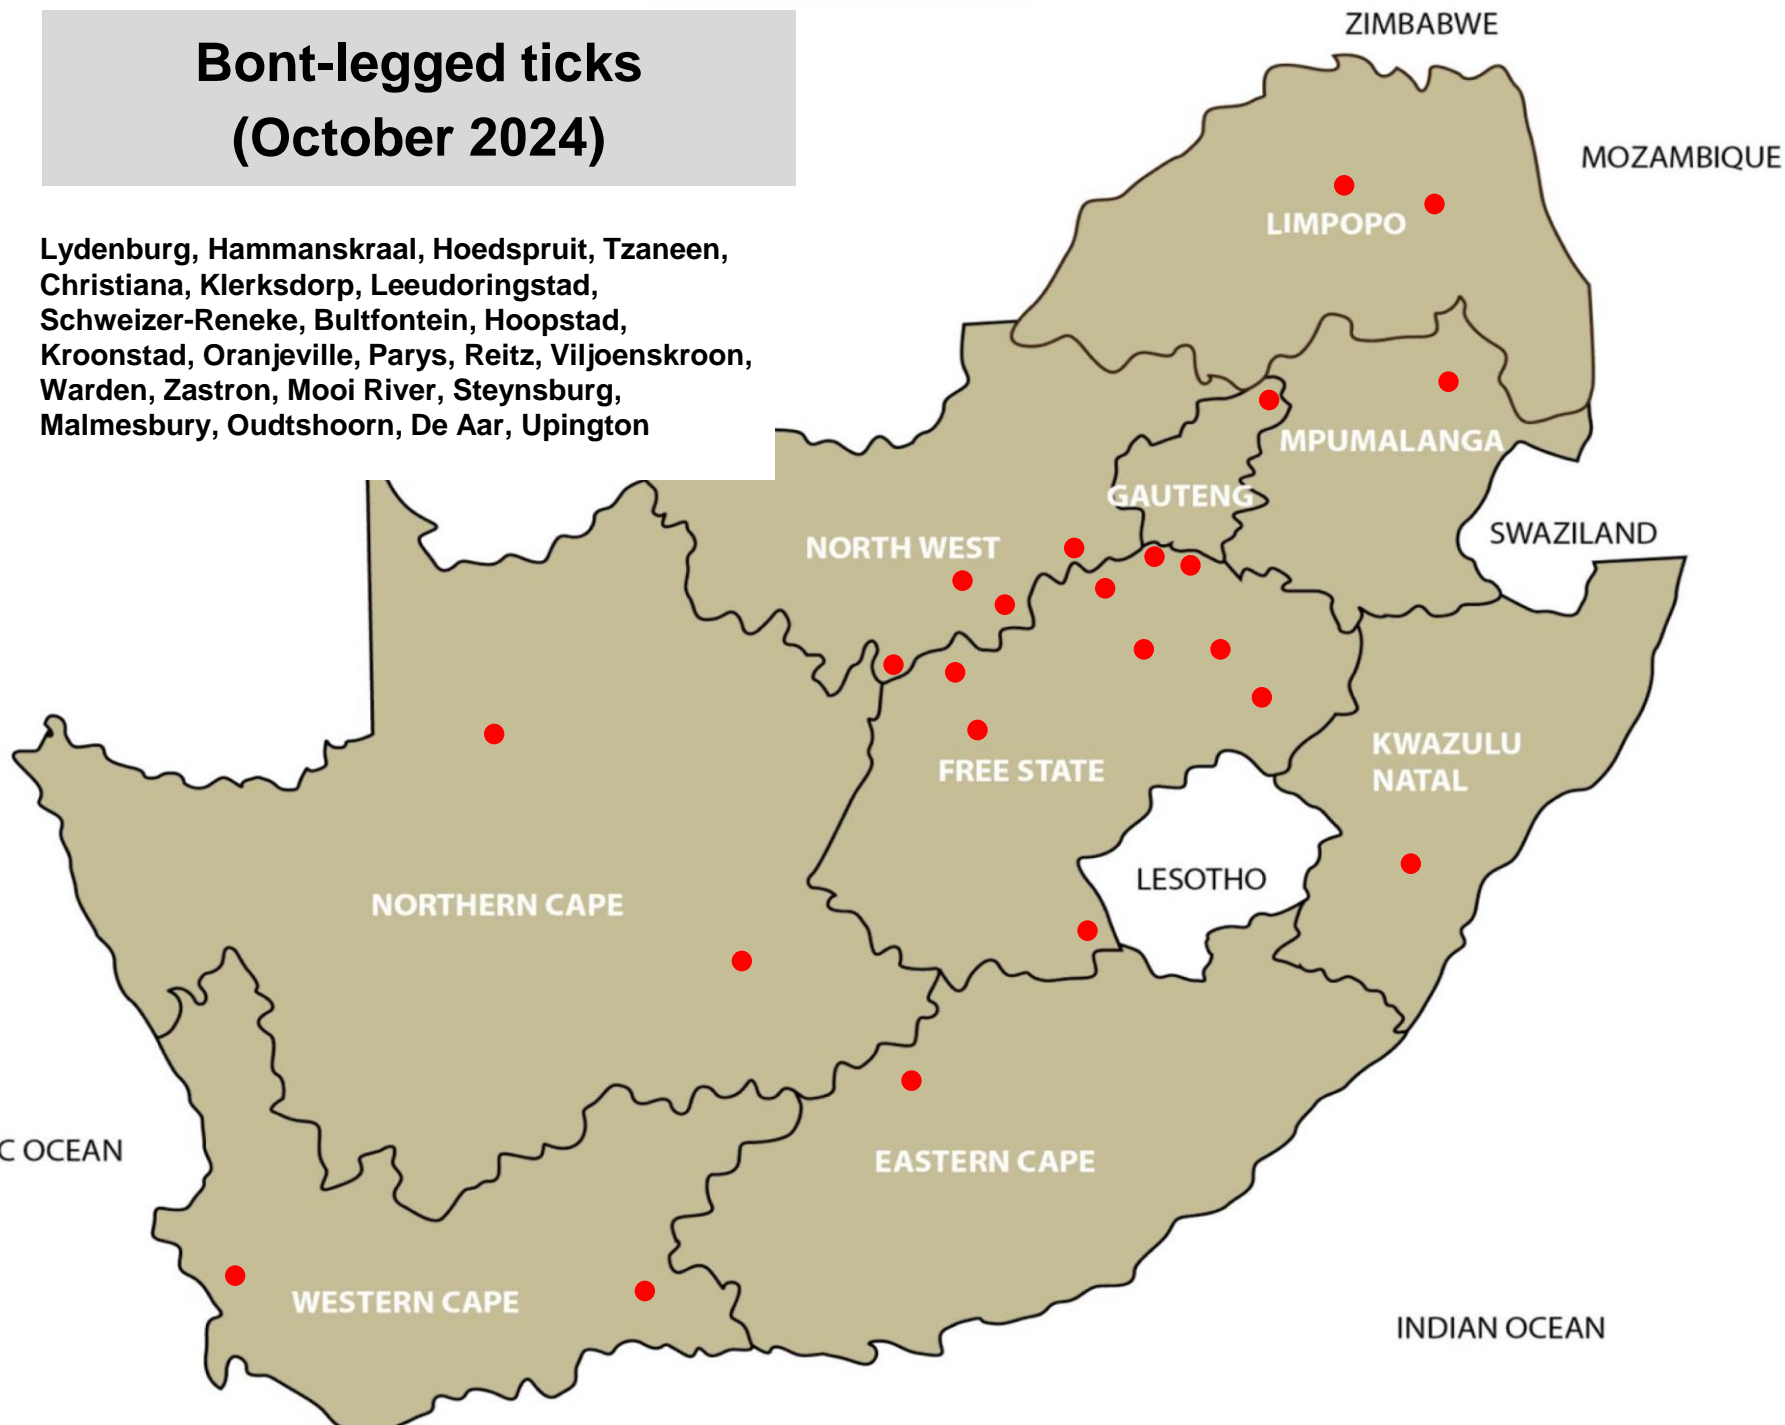 Bont-legged ticks
(October 2024)
Lydenburg, Hammanskraal, Hoedspruit, Tzaneen,
Christiana, Klerksdorp, Leeudoringstad,
Schweizer-Reneke, Bultfontein, Hoopstad,
Kroonstad, Oranjeville, Parys, Reitz, Viljoenskroon,
Warden, Zastron, Mooi River, Steynsburg,
Malmesbury, Oudtshoorn, De Aar, Upington
ZIMBABWE
MOZAMBIQUE
LIMPOPO
MPUMALANGA
GAUTENG
SWAZILAND
NORTH WEST
KWAZULU
NATAL
FREE STATE
LESOTHO
NORTHERN CAPE
C OCEAN
EASTERN CAPE
WESTERN CAPE
INDIAN OCEAN